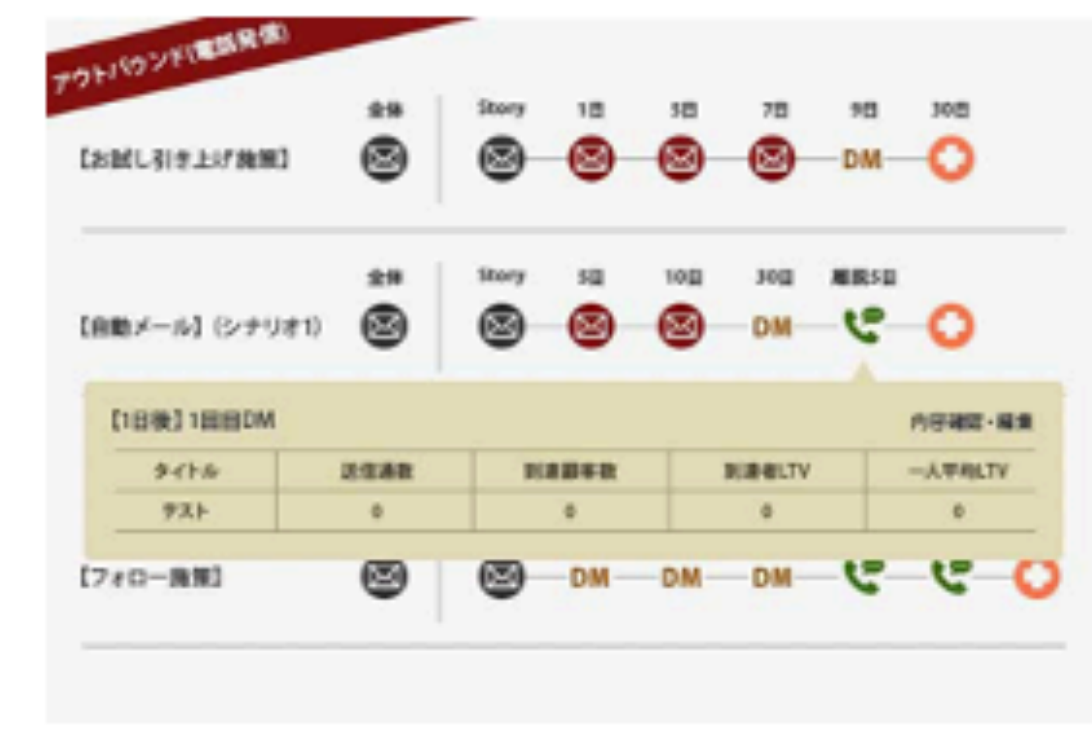 アウトバウンド(電話発信)
全体 Story 1日 3日 7日 9日 30日
【お試し引き上げ施策】 DM
全体 Story 5日 10日 30日 離脱5日
【自動メール】(シナリオ1) DM
【1日後】1回目DM 内容確認・編集
タイトル 送信通数 到達顧客数 到達者LTV 一人平均LTV
テスト 0 0 0 0
【フォロー施策】 DM DM DM